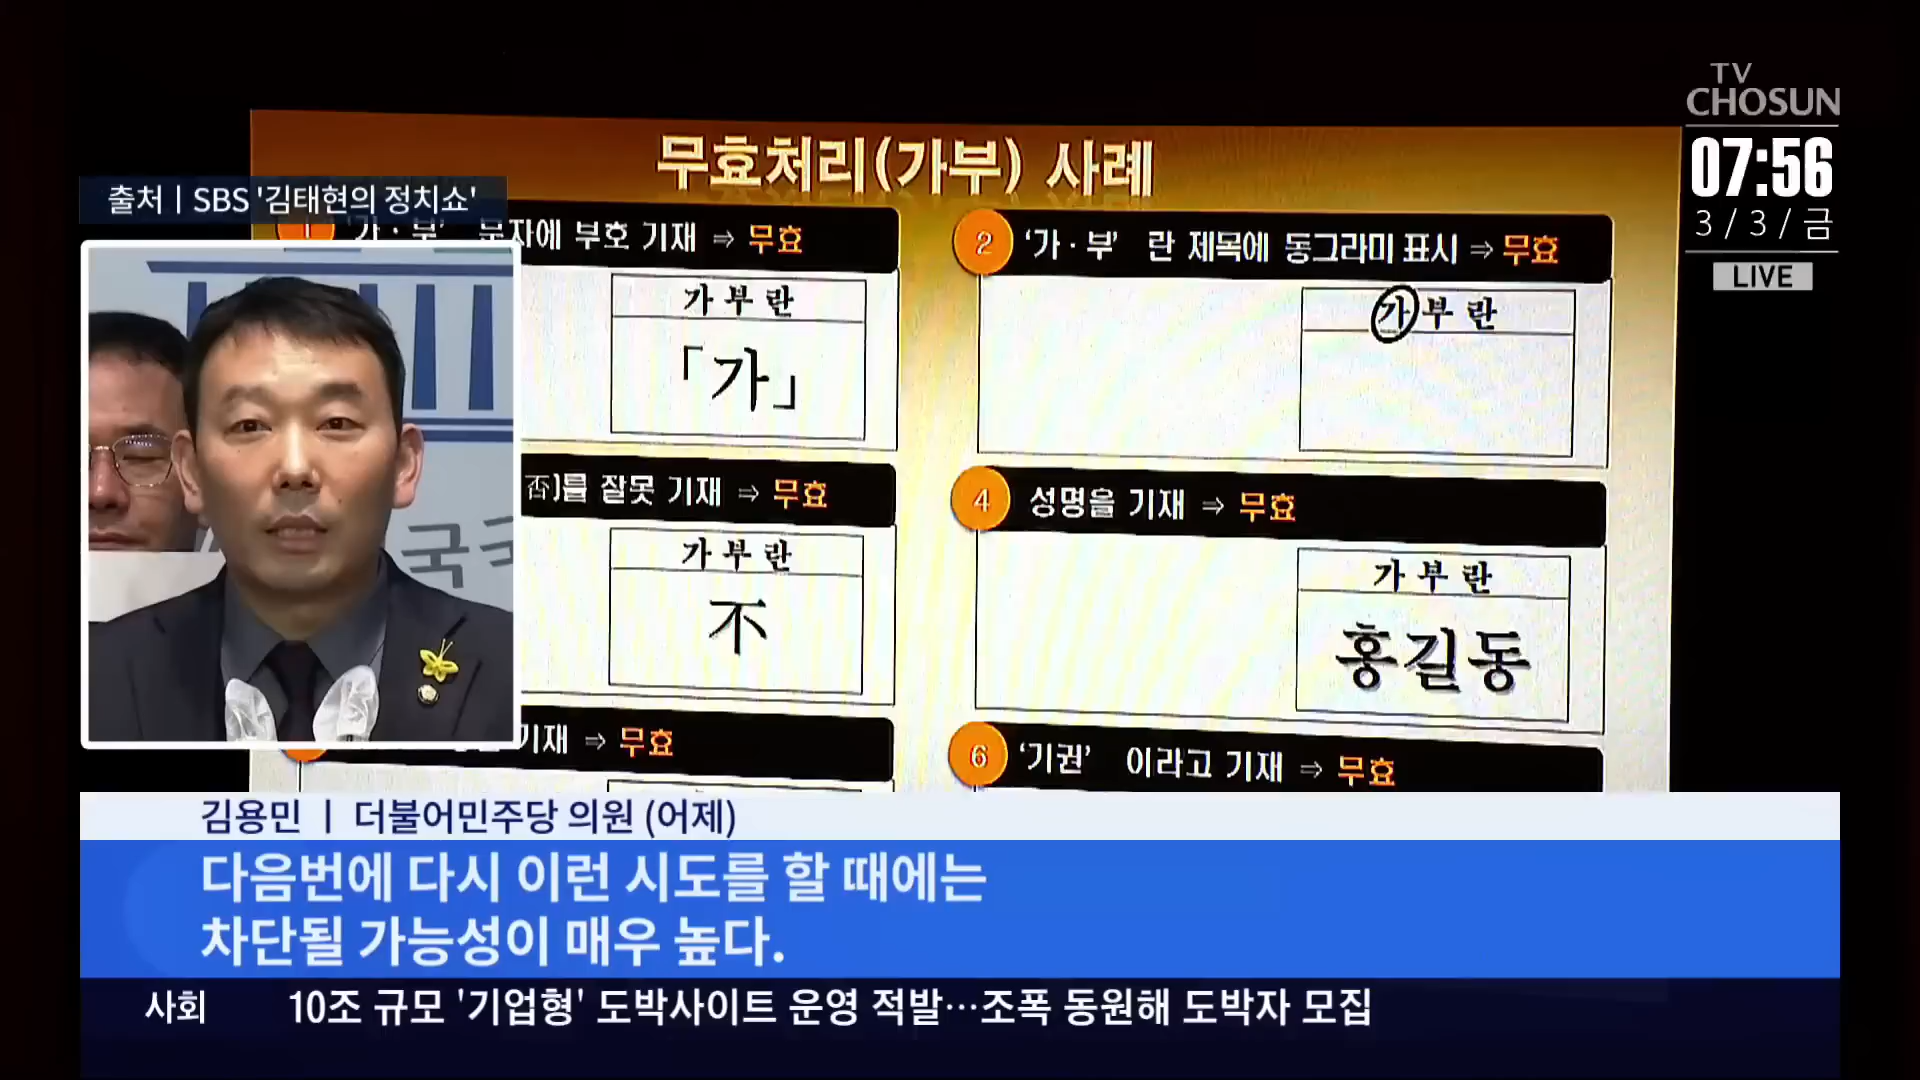 TV
CHOSUN
07:56
3/3/금
LIVE
무효처리(가부) 사례
출처 | SBS '김태현의 정치쇼'
1 '가·부' 문자에 부호 기재 ⇒ 무효
가부란
「가」
2 '가·부' 란 제목에 동그라미 표시 ⇒ 무효
가부란
否)를 잘못 기재 ⇒ 무효
가부란
不
4 성명을 기재 ⇒ 무효
가부란
홍길동
기재 ⇒ 무효
6 '기권' 이라고 기재 ⇒ 무효
국
김용민 | 더불어민주당 의원 (어제)
다음번에 다시 이런 시도를 할 때에는
차단될 가능성이 매우 높다.
사회 10조 규모 '기업형' 도박사이트 운영 적발…조폭 동원해 도박자 모집